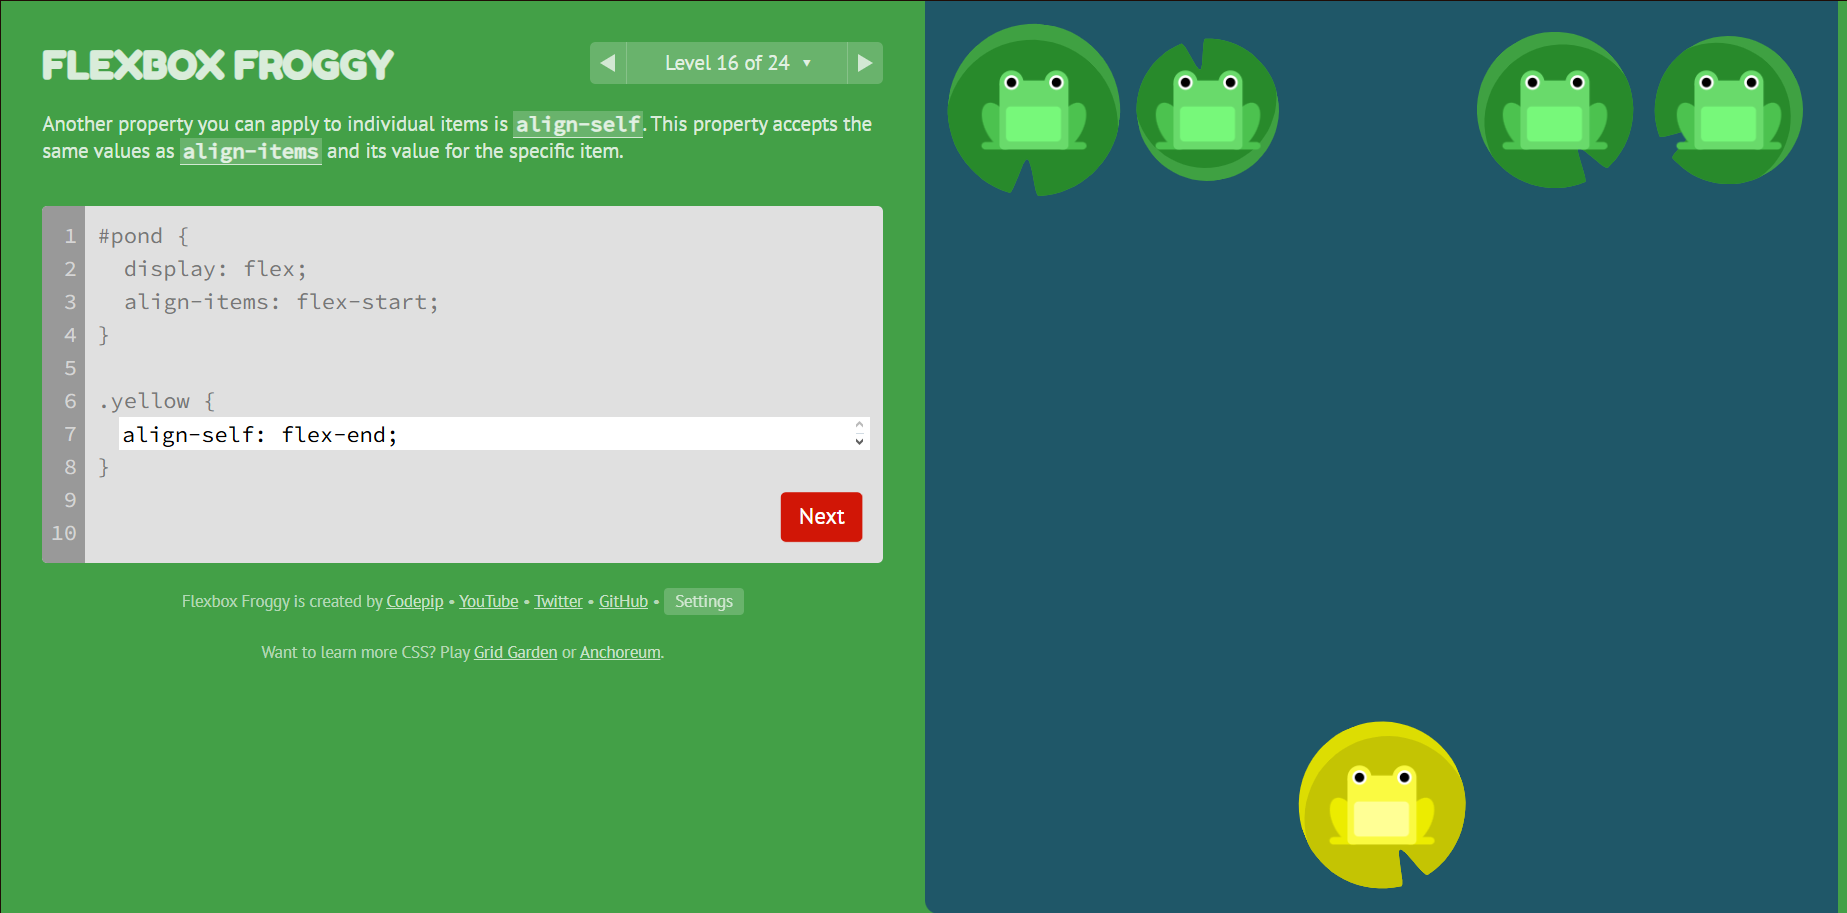 FLEXBOX FROGGY
◀ Level 16 of 24 ▼ ▶
Another property you can apply to individual items is align-self. This property accepts the
same values as align-items and its value for the specific item.
1 #pond {
2   display: flex;
3   align-items: flex-start;
4 }
5
6 .yellow {
7   align-self: flex-end;
8 }
9
10
Next
Flexbox Froggy is created by Codepip • YouTube • Twitter • GitHub • Settings
Want to learn more CSS? Play Grid Garden or Anchoreum.